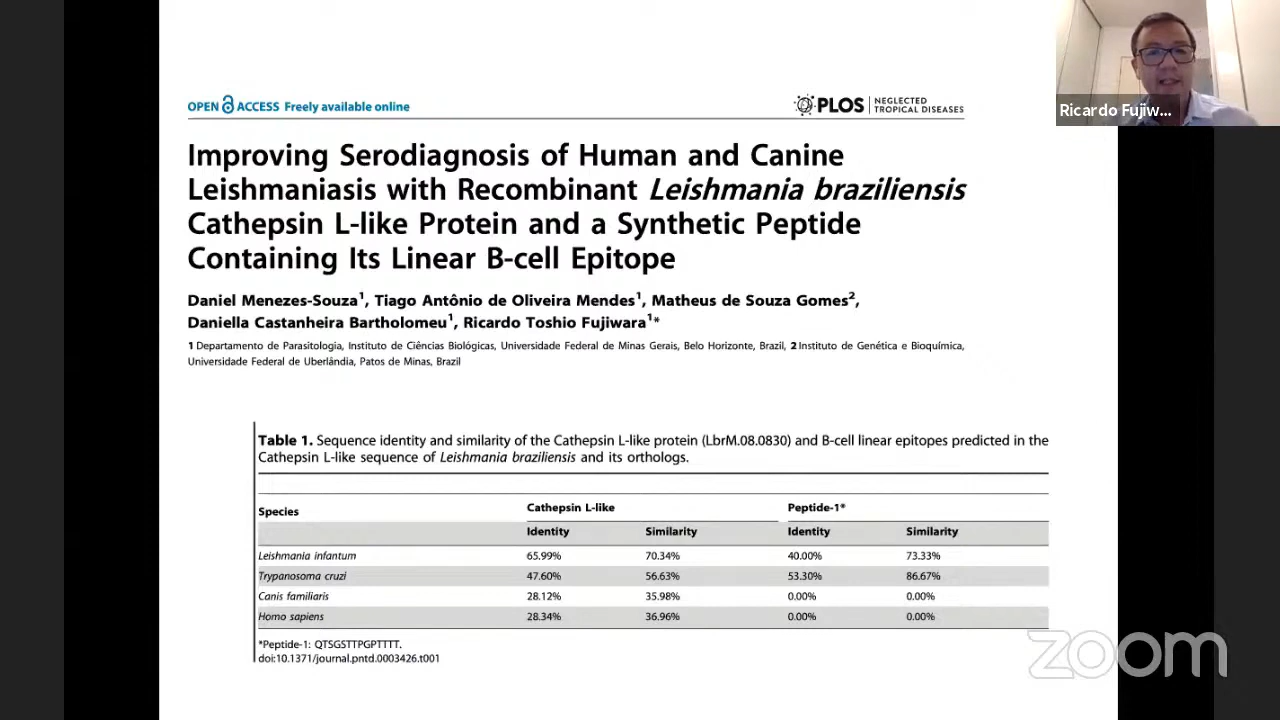 OPEN ACCESS Freely available online
PLOS | NEGLECTED TROPICAL DISEASES
Ricardo Fujiw...
Improving Serodiagnosis of Human and Canine
Leishmaniasis with Recombinant Leishmania braziliensis
Cathepsin L-like Protein and a Synthetic Peptide
Containing Its Linear B-cell Epitope
Daniel Menezes-Souza1, Tiago Antônio de Oliveira Mendes1, Matheus de Souza Gomes2,
Daniella Castanheira Bartholomeu1, Ricardo Toshio Fujiwara1*
1 Departamento de Parasitologia, Instituto de Ciências Biológicas, Universidade Federal de Minas Gerais, Belo Horizonte, Brazil, 2 Instituto de Genética e Bioquímica,
Universidade Federal de Uberlândia, Patos de Minas, Brazil
Table 1. Sequence identity and similarity of the Cathepsin L-like protein (LbrM.08.0830) and B-cell linear epitopes predicted in the
Cathepsin L-like sequence of Leishmania braziliensis and its orthologs.
Species Cathepsin L-like Peptide-1*
Identity Similarity Identity Similarity
Leishmania infantum 65.99% 70.34% 40.00% 73.33%
Trypanosoma cruzi 47.60% 56.63% 53.30% 86.67%
Canis familiaris 28.12% 35.98% 0.00% 0.00%
Homo sapiens 28.34% 36.96% 0.00% 0.00%
*Peptide-1: QTSGSTTPGPTTTT.
doi:10.1371/journal.pntd.0003426.t001
zoom